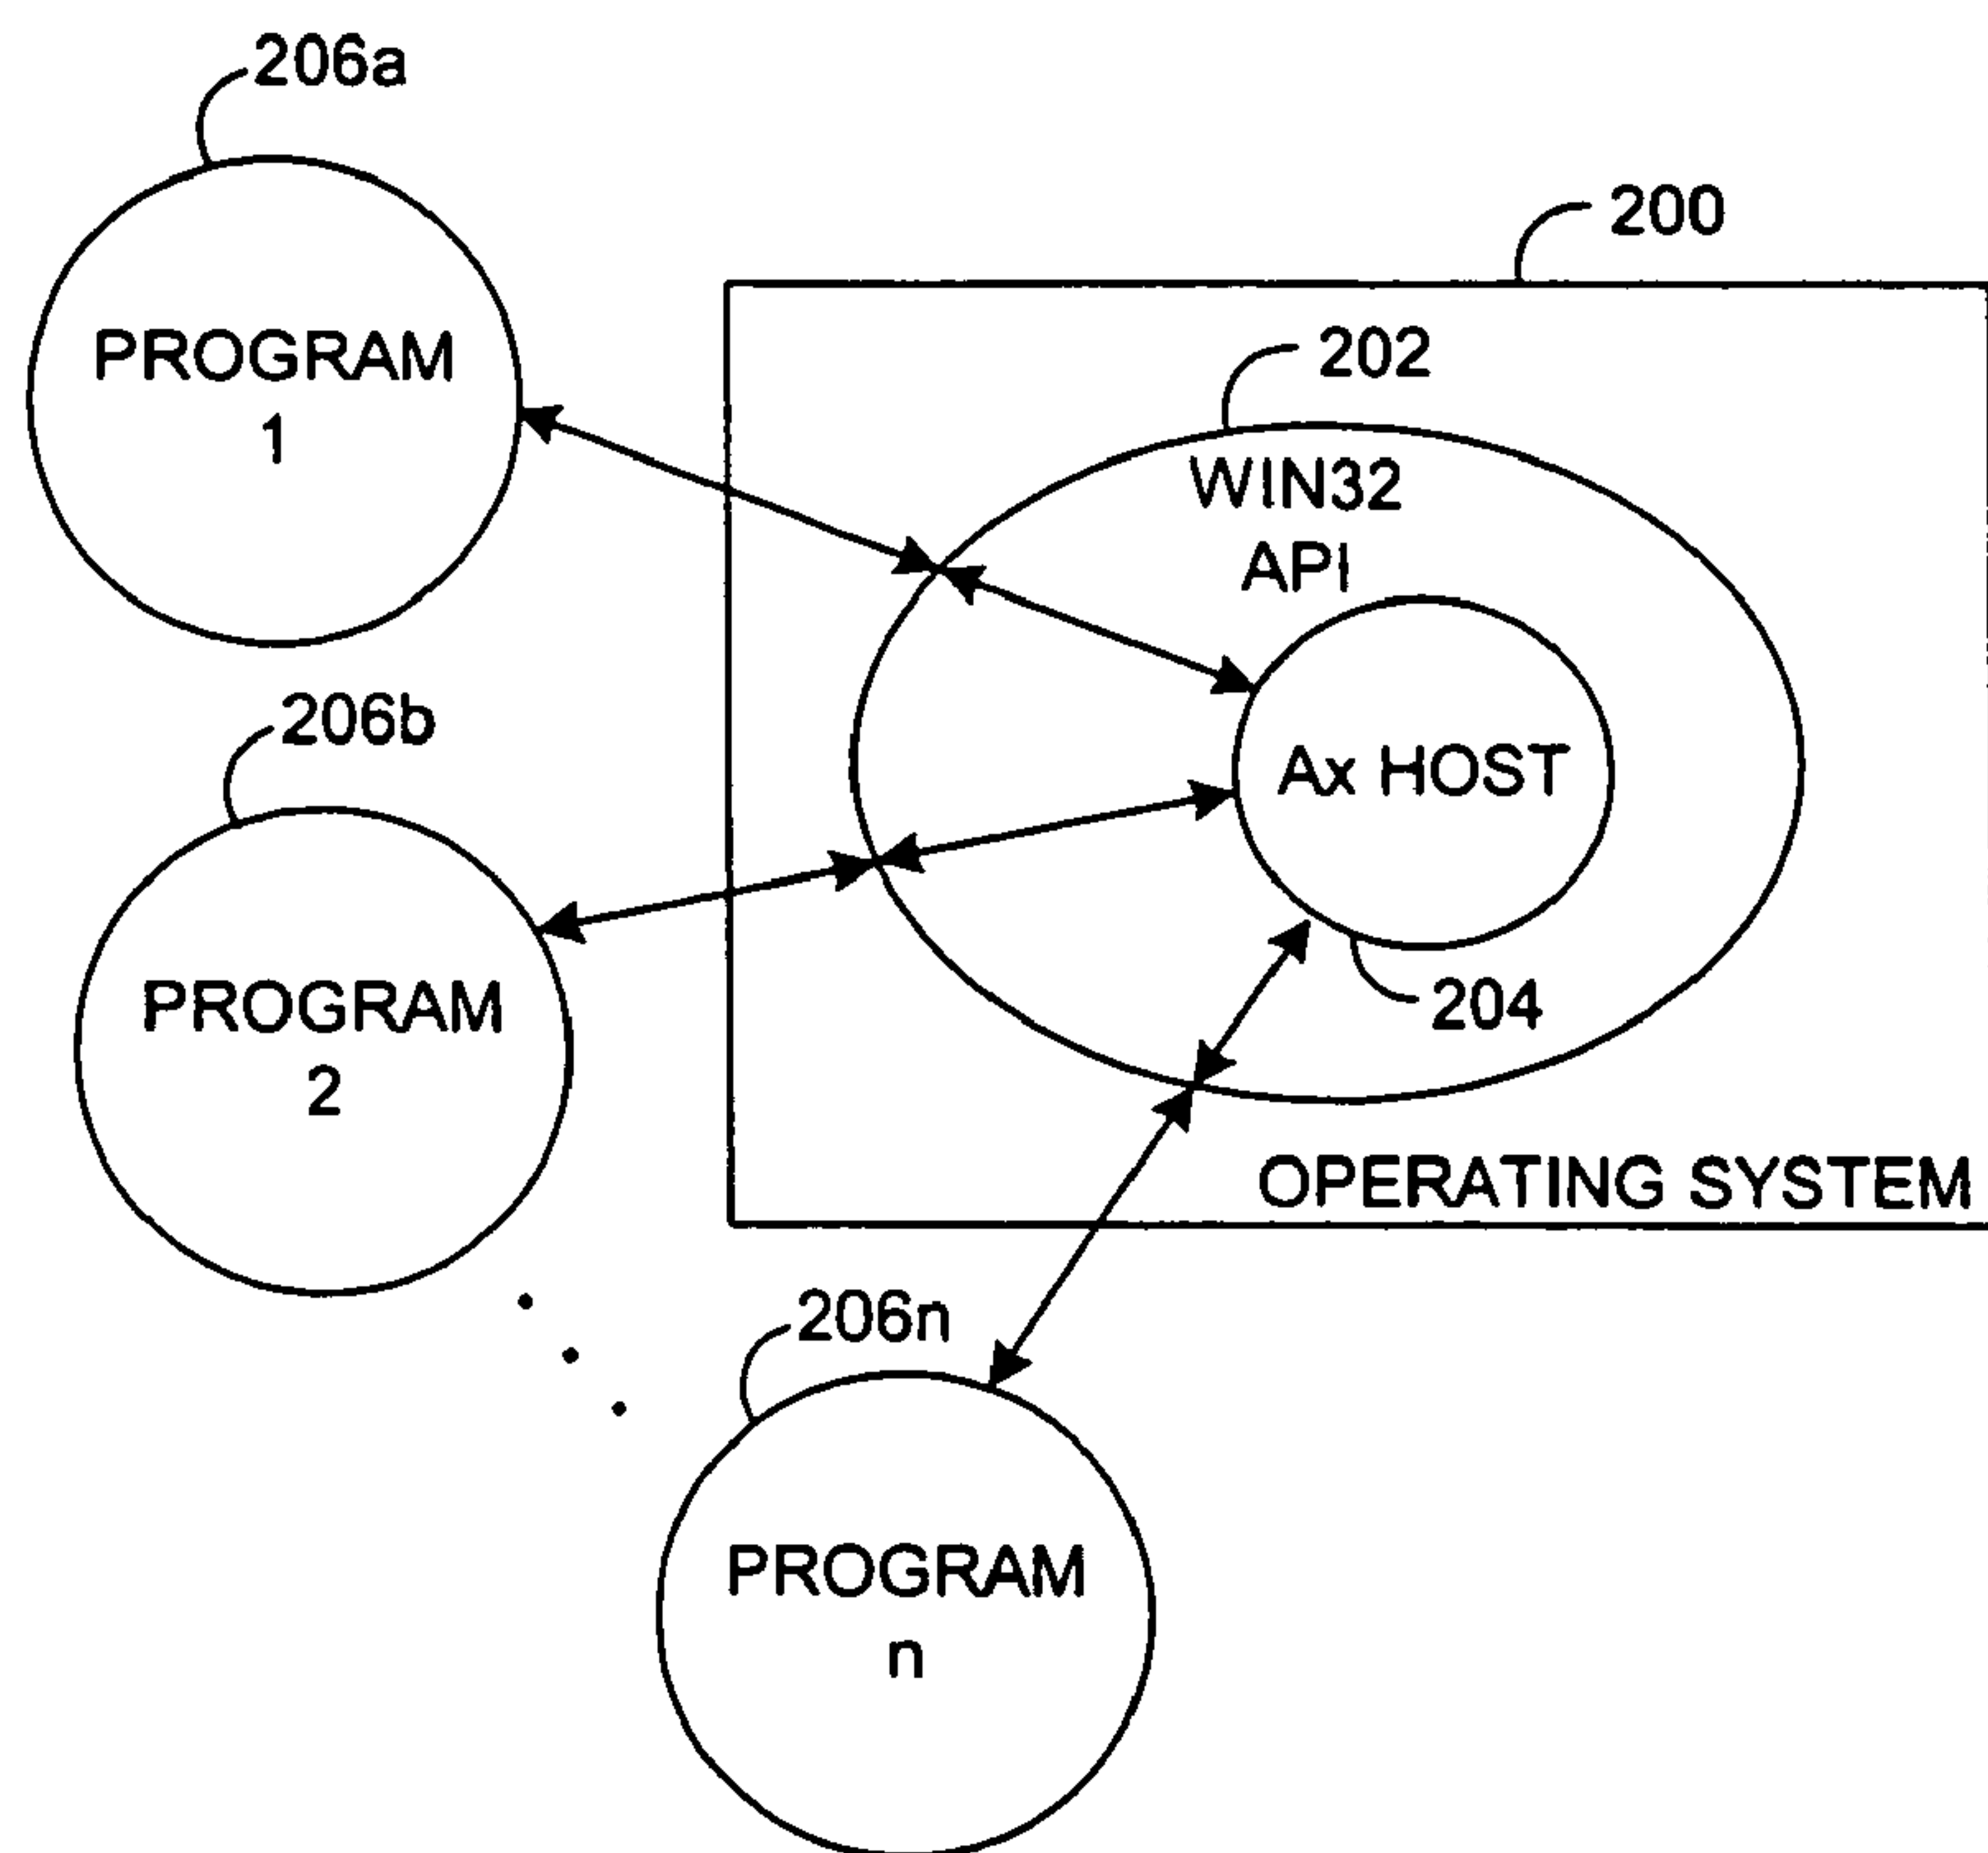 206a
200
PROGRAM
1
202
WIN32
API
206b
Ax HOST
PROGRAM
2
204
OPERATING SYSTEM
206n
PROGRAM
n